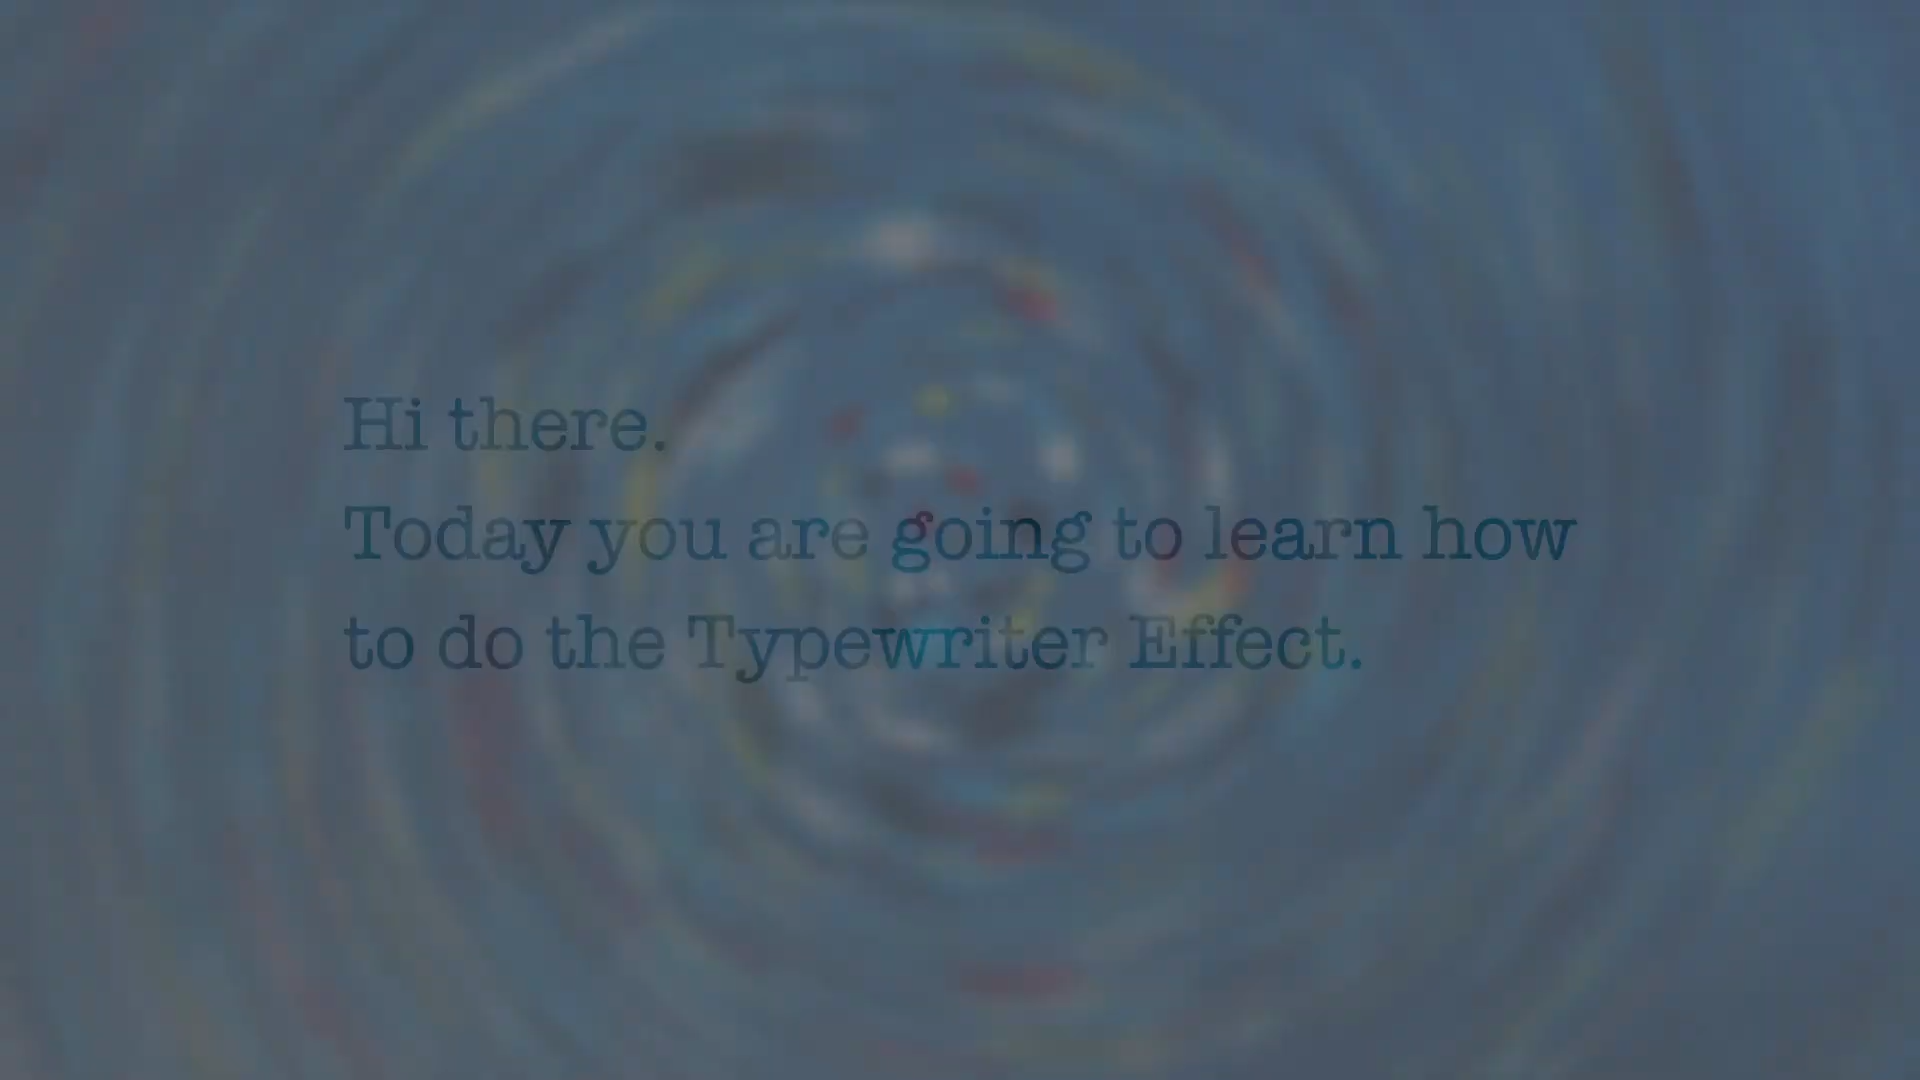 Hi there.
Today you are going to learn how
to do the Typewriter Effect.